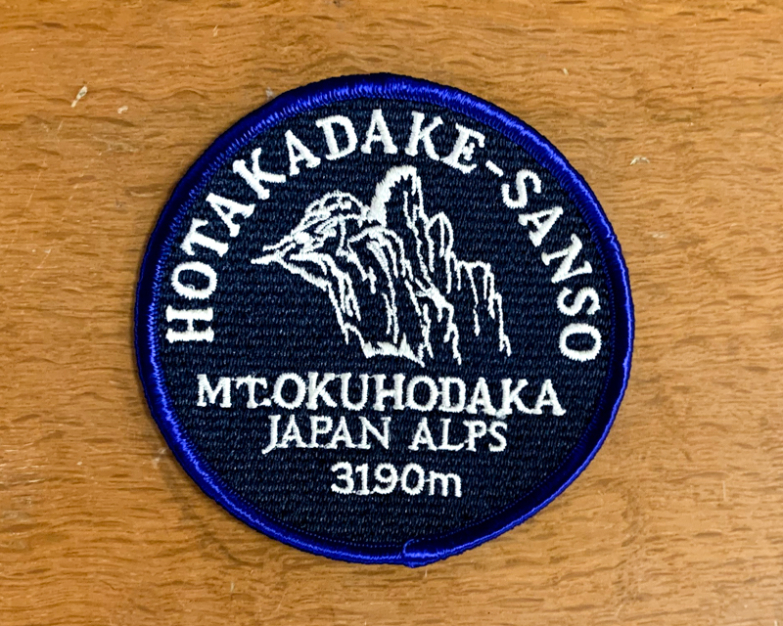 HOTAKADAKE-SANSO
MT.OKUHODAKA
JAPAN ALPS
3190m